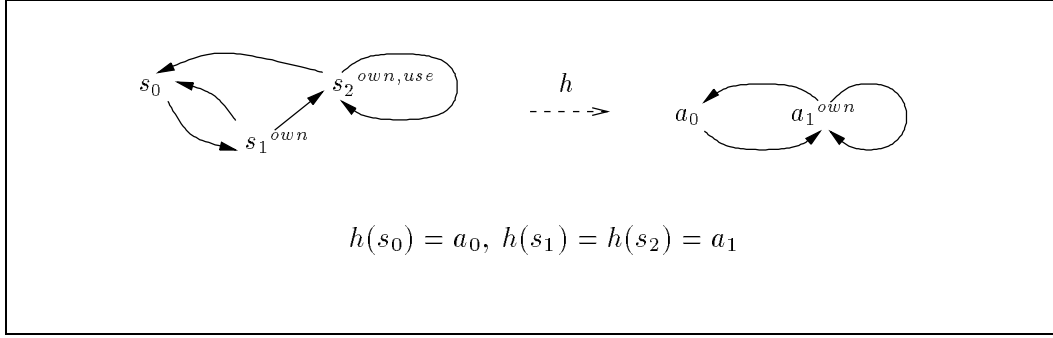 s₀ s₂^{own,use} s₁^{own} h a₀ a₁^{own}
h(s₀) = a₀, h(s₁) = h(s₂) = a₁